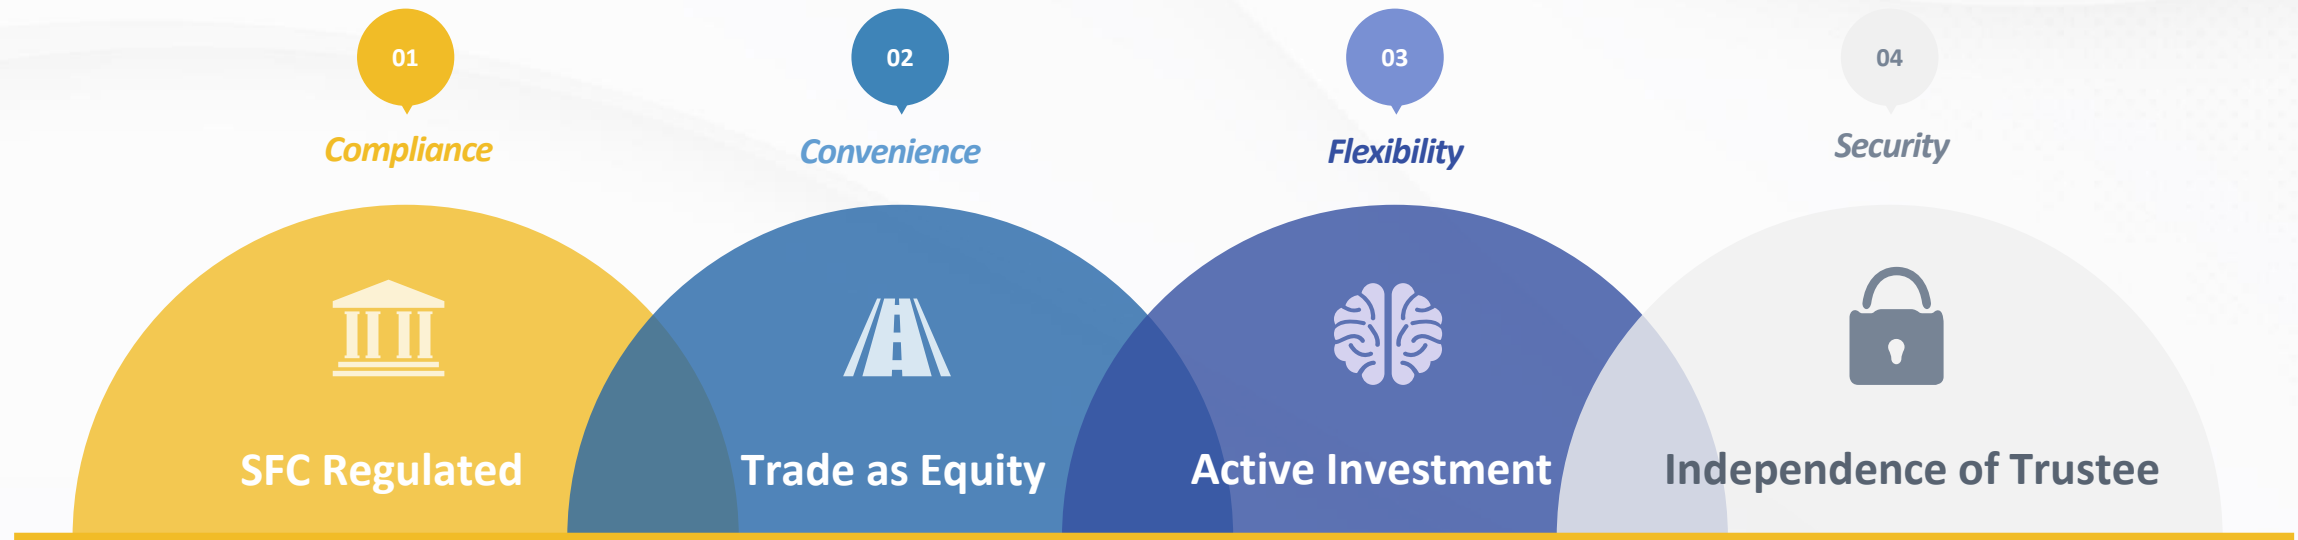 01
Compliance
SFC Regulated
02
Convenience
Trade as Equity
03
Flexibility
Active Investment
04
Security
Independence of Trustee